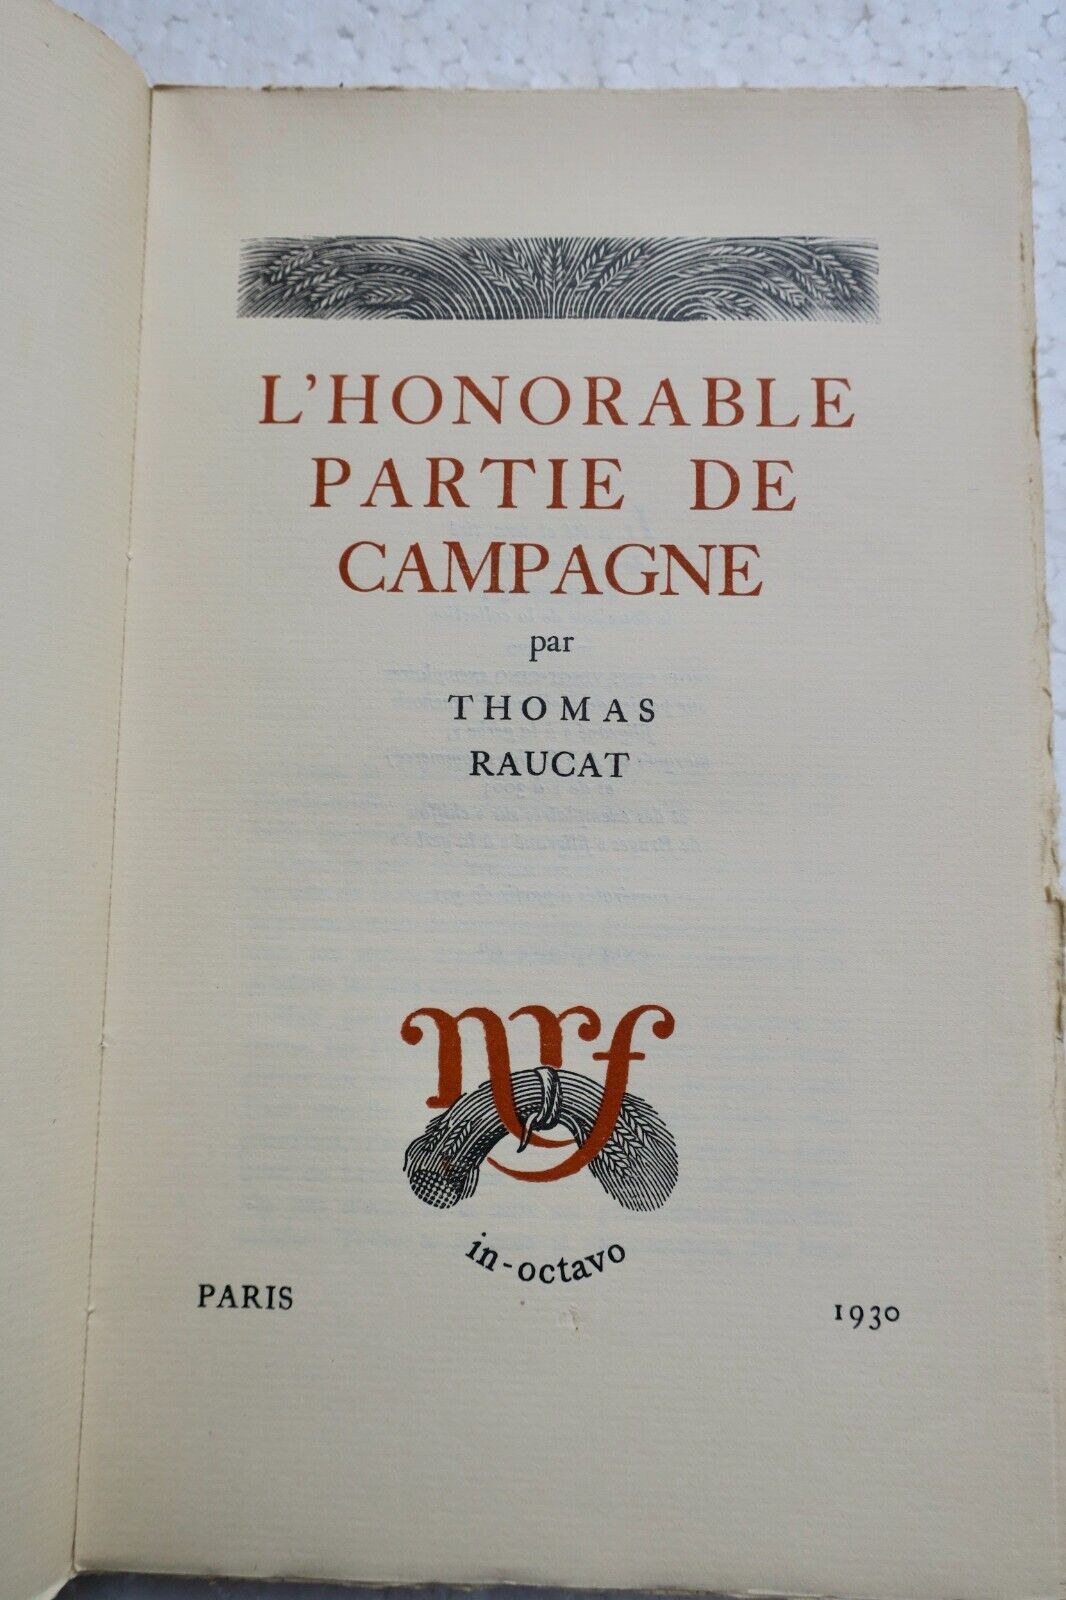 L'HONORABLE
PARTIE DE
CAMPAGNE
par
THOMAS
RAUCAT
nrf
in-octavo
PARIS 1930